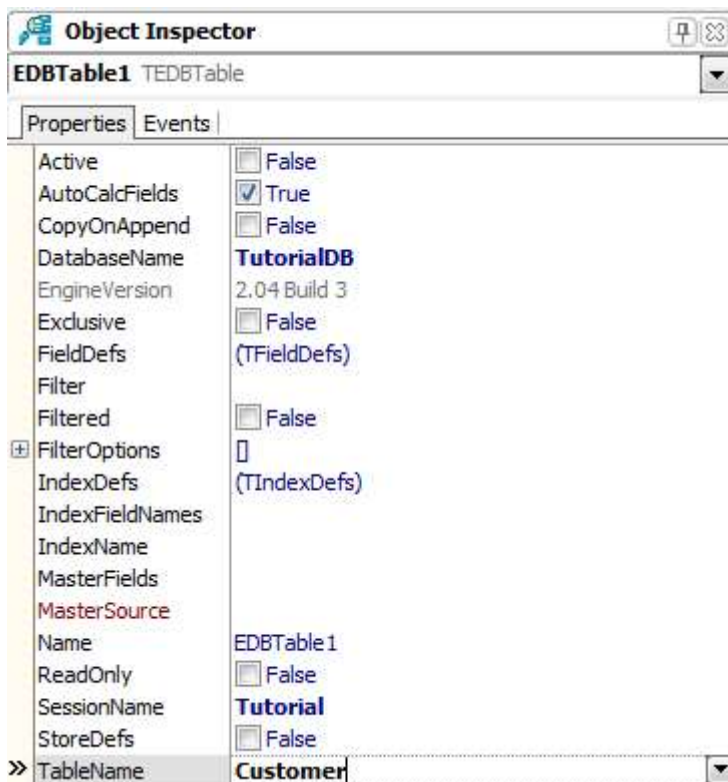 Object Inspector
EDBTable1 TEDBTable
Properties Events
Active False
AutoCalcFields True
CopyOnAppend False
DatabaseName TutorialDB
EngineVersion 2.04 Build 3
Exclusive False
FieldDefs (TFieldDefs)
Filter
Filtered False
FilterOptions []
IndexDefs (TIndexDefs)
IndexFieldNames
IndexName
MasterFields
MasterSource
Name EDBTable1
ReadOnly False
SessionName Tutorial
StoreDefs False
» TableName Customer